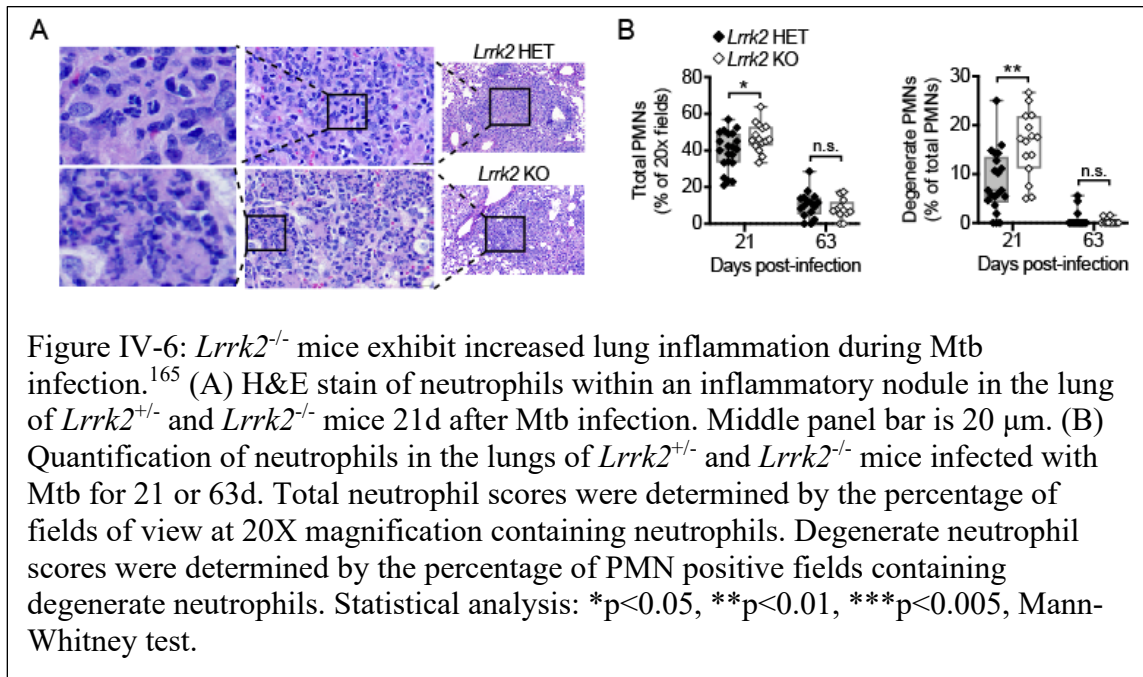 A
Lrrk2 HET
Lrrk2 KO
B
Lrrk2 HET
Lrrk2 KO
Ttotal PMNs
(% of 20x fields)
80
60
40
20
0
*
n.s.
21
63
Days post-infection
Degenerate PMNs
(% of total PMNs)
30
20
10
0
**
n.s.
21
63
Days post-infection
Figure IV-6: Lrrk2-/- mice exhibit increased lung inflammation during Mtb
infection.165 (A) H&E stain of neutrophils within an inflammatory nodule in the lung
of Lrrk2+/- and Lrrk2-/- mice 21d after Mtb infection. Middle panel bar is 20 μm. (B)
Quantification of neutrophils in the lungs of Lrrk2+/- and Lrrk2-/- mice infected with
Mtb for 21 or 63d. Total neutrophil scores were determined by the percentage of
fields of view at 20X magnification containing neutrophils. Degenerate neutrophil
scores were determined by the percentage of PMN positive fields containing
degenerate neutrophils. Statistical analysis: *p<0.05, **p<0.01, ***p<0.005, Mann-
Whitney test.